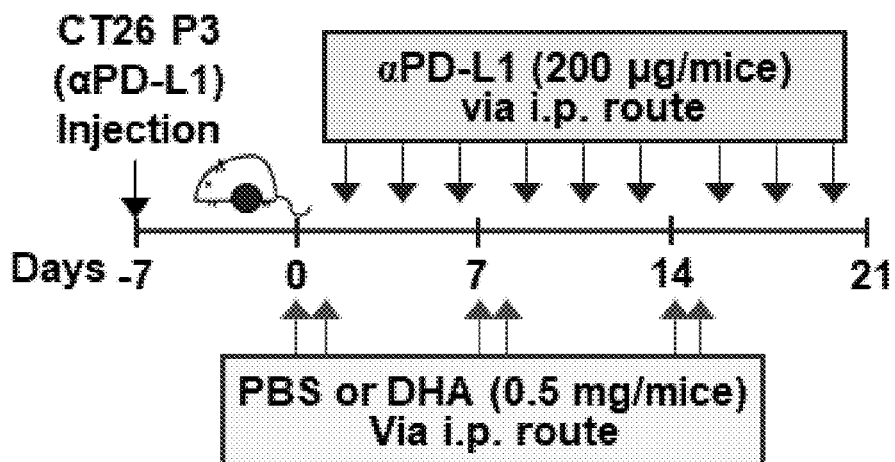 CT26 P3
(αPD-L1)
Injection
αPD-L1 (200 μg/mice)
via i.p. route
Days -7 0 7 14 21
PBS or DHA (0.5 mg/mice)
Via i.p. route